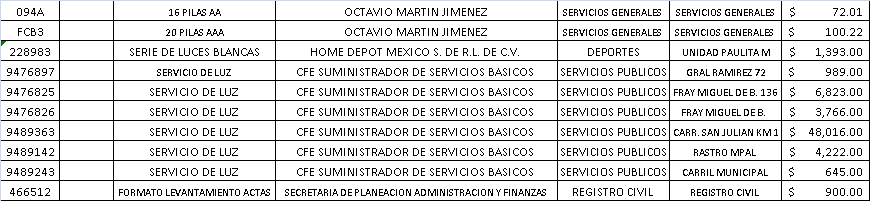 094A 16 PILAS AA OCTAVIO MARTIN JIMENEZ SERVICIOS GENERALES SERVICIOS GENERALES $ 72.01
FCB3 20 PILAS AAA OCTAVIO MARTIN JIMENEZ SERVICIOS GENERALES SERVICIOS GENERALES $ 100.22
228983 SERIE DE LUCES BLANCAS HOME DEPOT MEXICO S. DE R.L. DE C.V. DEPORTES UNIDAD PAULITA M $ 1,393.00
9476897 SERVICIO DE LUZ CFE SUMINISTRADOR DE SERVICIOS BASICOS SERVICIOS PUBLICOS GRAL RAMIREZ 72 $ 989.00
9476825 SERVICIO DE LUZ CFE SUMINISTRADOR DE SERVICIOS BASICOS SERVICIOS PUBLICOS FRAY MIGUEL DE B. 136 $ 6,823.00
9476826 SERVICIO DE LUZ CFE SUMINISTRADOR DE SERVICIOS BASICOS SERVICIOS PUBLICOS FRAY MIGUEL DE B. $ 3,766.00
9489363 SERVICIO DE LUZ CFE SUMINISTRADOR DE SERVICIOS BASICOS SERVICIOS PUBLICOS CARR. SAN JULIAN KM 1 $ 48,016.00
9489142 SERVICIO DE LUZ CFE SUMINISTRADOR DE SERVICIOS BASICOS SERVICIOS PUBLICOS RASTRO MPAL $ 4,222.00
9489243 SERVICIO DE LUZ CFE SUMINISTRADOR DE SERVICIOS BASICOS SERVICIOS PUBLICOS CARRIL MUNICIPAL $ 645.00
466512 FORMATO LEVANTAMIENTO ACTAS SECRETARIA DE PLANEACION ADMINISTRACION Y FINANZAS REGISTRO CIVIL REGISTRO CIVIL $ 900.00